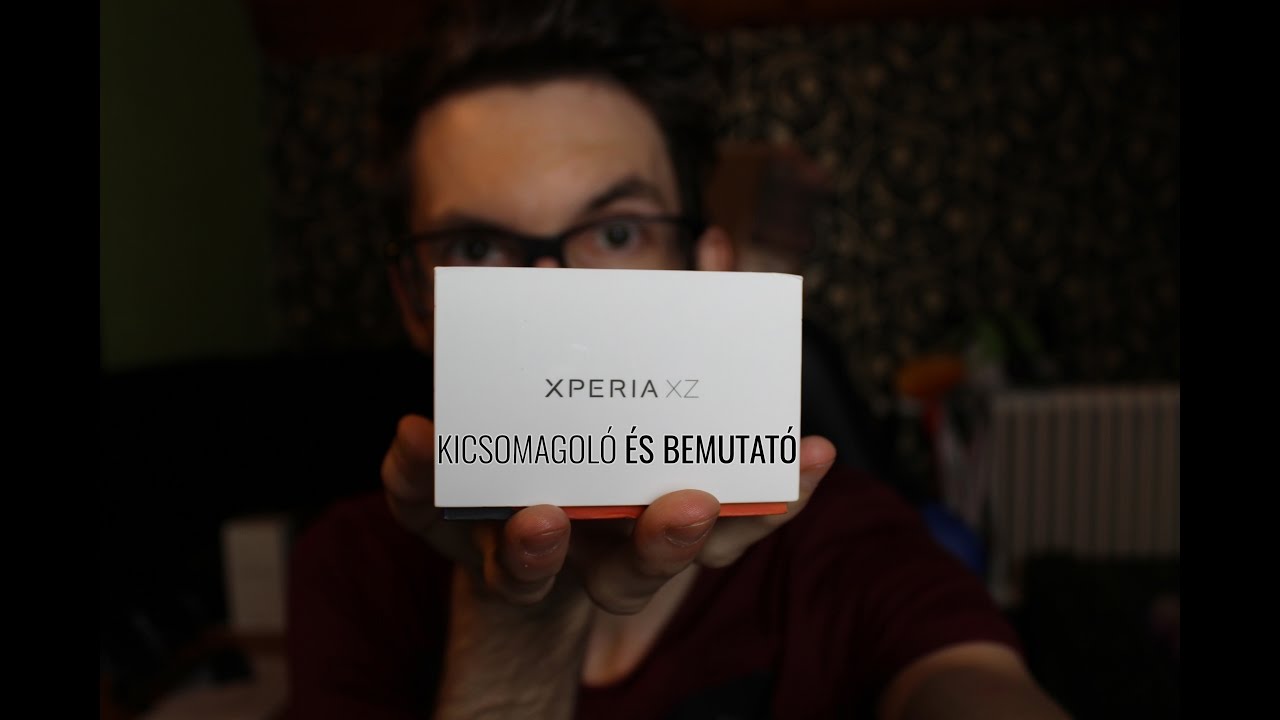 XPERIA XZ
KICSOMAGOLÓ ÉS BEMUTATÓ